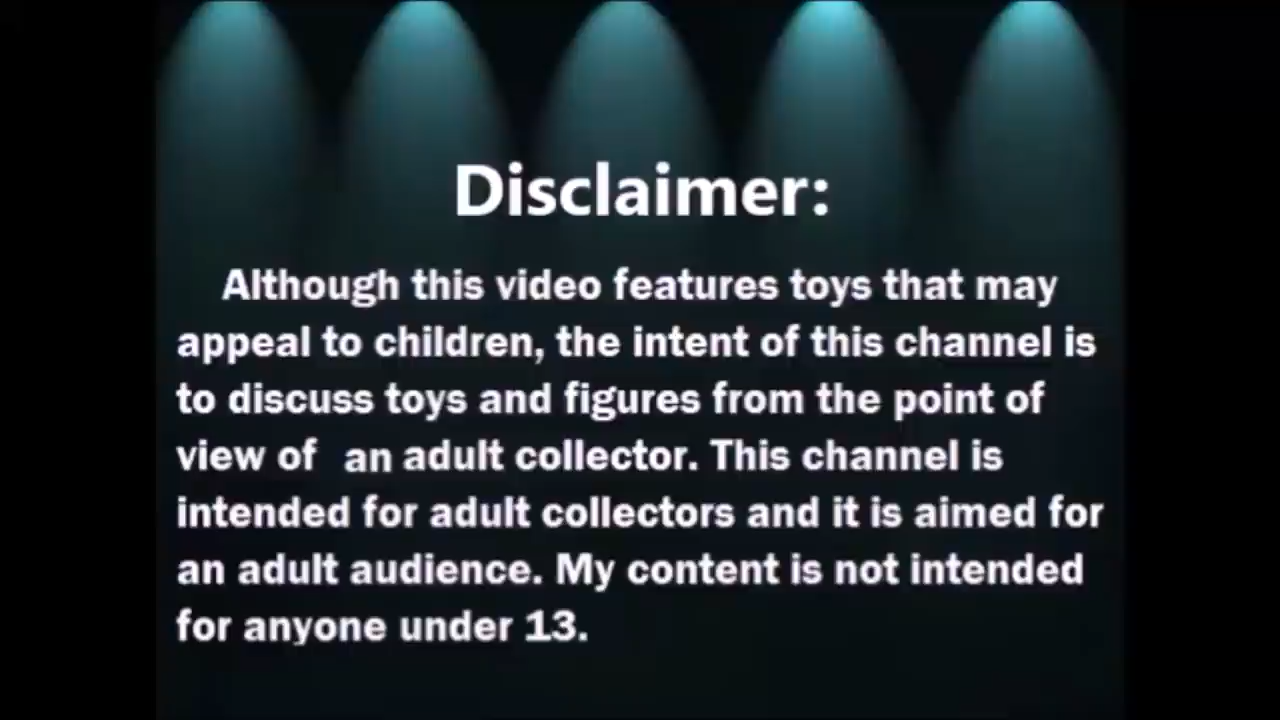 Disclaimer:
Although this video features toys that may
appeal to children, the intent of this channel is
to discuss toys and figures from the point of
view of an adult collector. This channel is
intended for adult collectors and it is aimed for
an adult audience. My content is not intended
for anyone under 13.